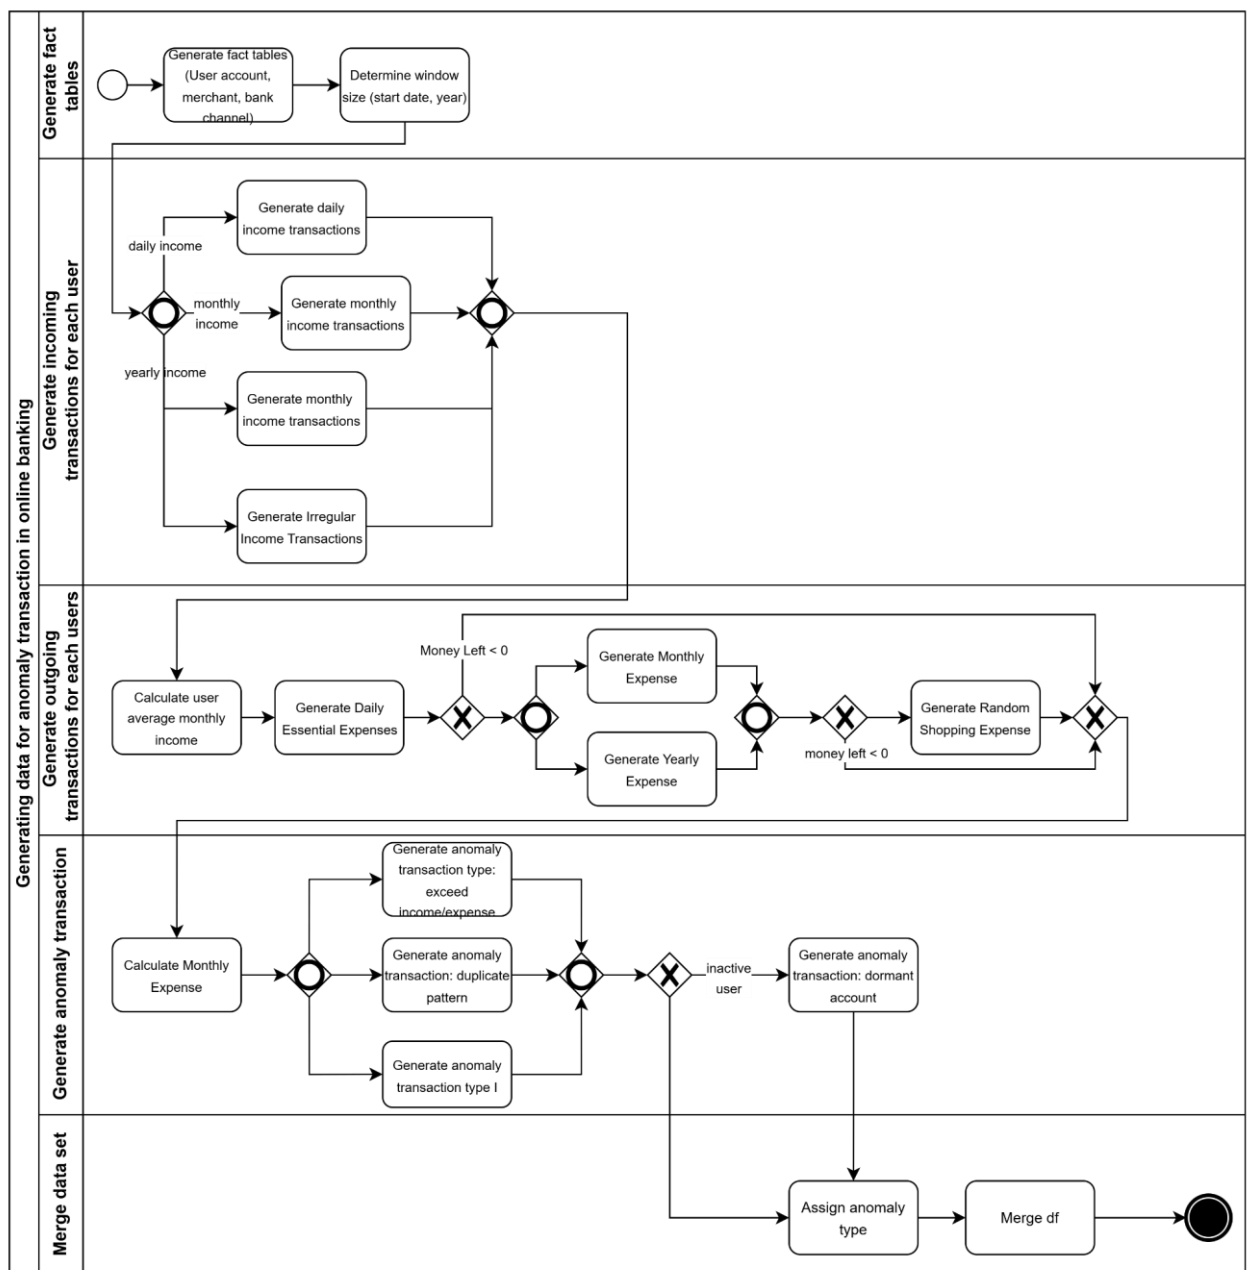 Generating data for anomaly transaction in online banking
Generate fact
tables
Generate fact tables
(User account,
merchant, bank
channel)
Determine window
size (start date, year)
Generate incoming
transactions for each user
daily income
Generate daily
income transactions
monthly
income
Generate monthly
income transactions
yearly income
Generate monthly
income transactions
Generate Irregular
Income Transactions
Generate outgoing
transactions for each users
Calculate user
average monthly
income
Generate Daily
Essential Expenses
Money Left < 0
Generate Monthly
Expense
Generate Yearly
Expense
money left < 0
Generate Random
Shopping Expense
Generate anomaly transaction
Calculate Monthly
Expense
Generate anomaly
transaction type:
exceed
income/expense
Generate anomaly
transaction: duplicate
pattern
Generate anomaly
transaction type I
inactive
user
Generate anomaly
transaction: dormant
account
Merge data set
Assign anomaly
type
Merge df